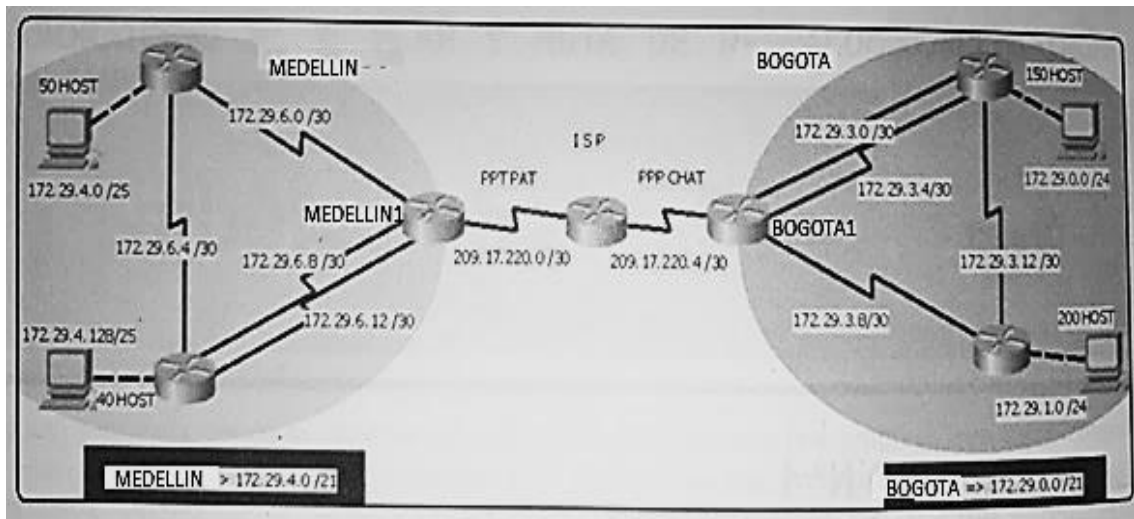 MEDELLIN
50 HOST
172.29.6.0 /30
172.29.4.0 /25
MEDELLIN1
172.29.6.4 /30
172.29.6.8 /30
172.29.6.12 /30
172.29.4.128/25
40 HOST
MEDELLIN > 172.29.4.0 /21
ISP
PPT PAT
PPP CHAT
209.17.220.0 /30
209.17.220.4 /30
BOGOTA
150 HOST
172.29.3.0 /30
172.29.3.4/30
172.29.0.0 /24
BOGOTA1
172.29.3.12 /30
172.29.3.8/30
200 HOST
172.29.1.0 /24
BOGOTA => 172.29.0.0 /21